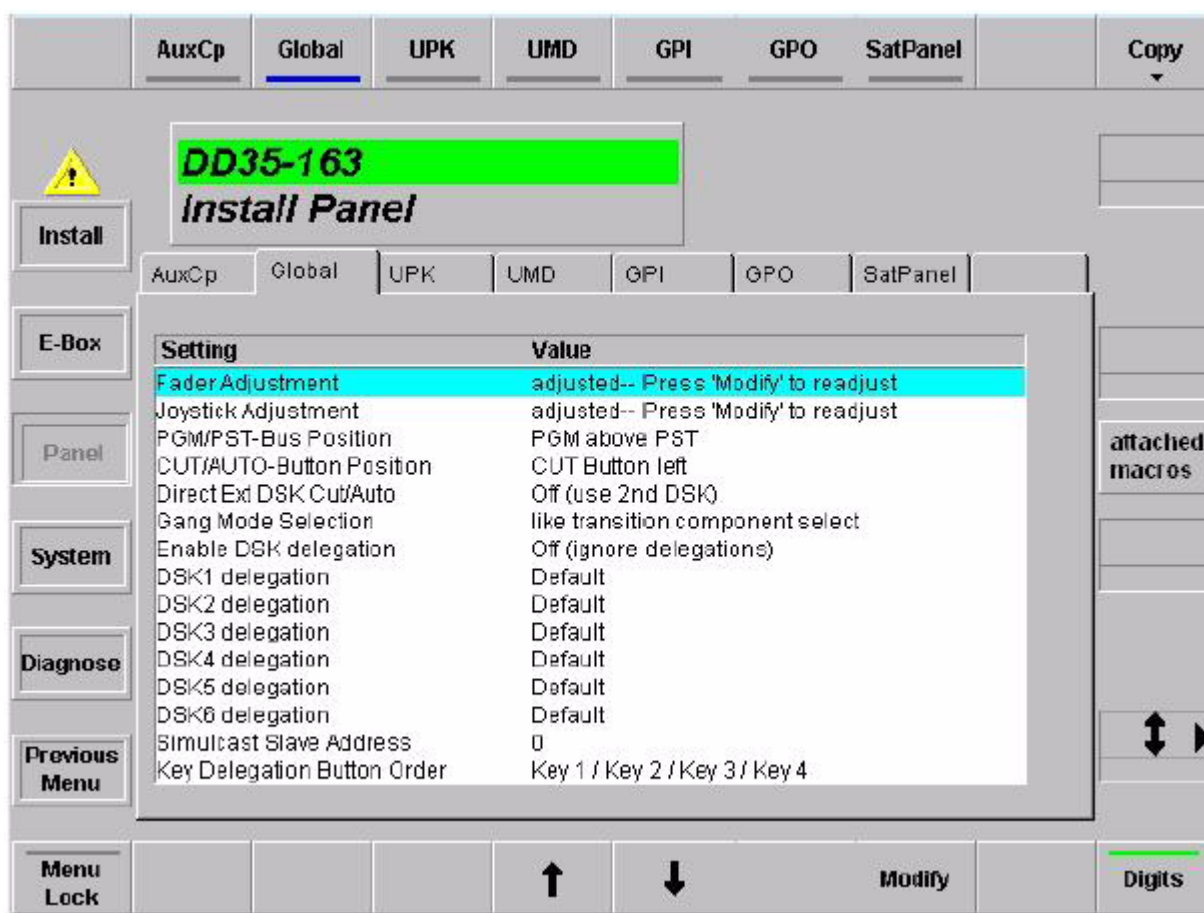 AuxCp Global UPK UMD GPI GPO SatPanel Copy
DD35-163
Install Panel
Install
AuxCp Global UPK UMD GPI GPO SatPanel
E-Box
Setting Value
Fader Adjustment adjusted-- Press 'Modify' to readjust
Joystick Adjustment adjusted-- Press 'Modify' to readjust
PGM/PST-Bus Position PGM above PST
Panel
attached
macros
CUT/AUTO-Button Position CUT Button left
Direct Ext DSK Cut/Auto Off (use 2nd DSK)
Gang Mode Selection like transition component select
System
Enable DSK delegation Off (ignore delegations)
DSK1 delegation Default
DSK2 delegation Default
DSK3 delegation Default
Diagnose
DSK4 delegation Default
DSK5 delegation Default
DSK6 delegation Default
Simulcast Slave Address 0
Previous
Menu
Key Delegation Button Order Key 1 / Key 2 / Key 3 / Key 4
Menu
Lock
Modify
Digits